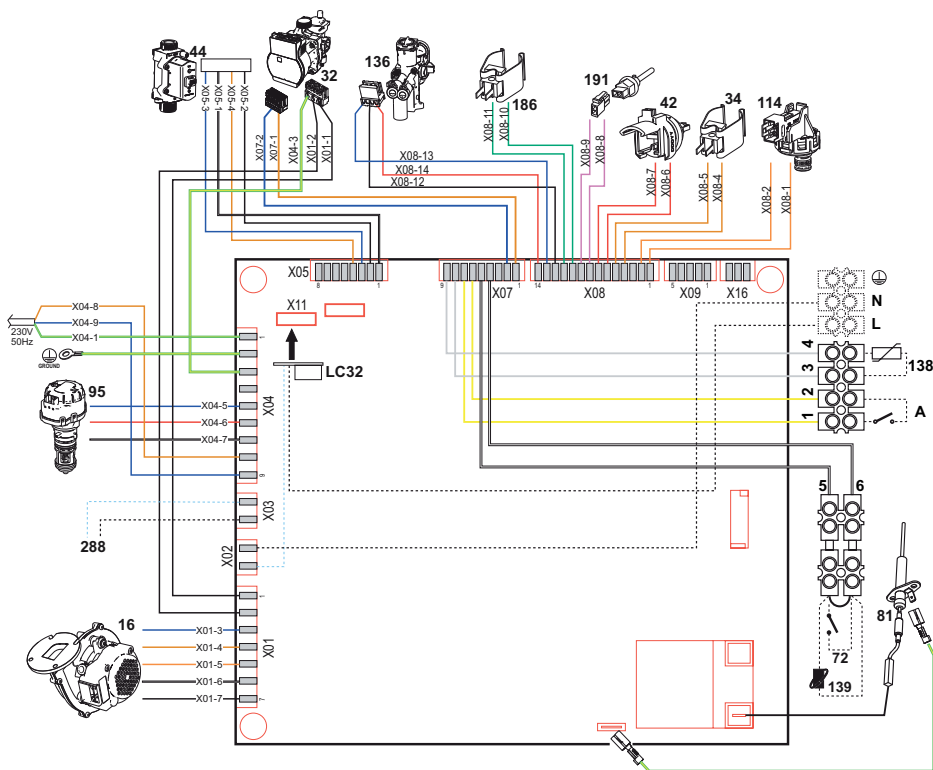 44
32
136
186
191
42
34
114
X05-3
X05-1
X05-4
X05-2
X07-2
X07-1
X04-3
X01-2
X01-1
X08-13
X08-14
X08-12
X08-11
X08-10
X08-9
X08-8
X08-7
X08-6
X08-5
X08-4
X08-2
X08-1
X05
8
1
9
X07
1
14
X08
1
5
X09
1
X16
X11
LC32
N
L
4
3
138
2
1
A
230V
50Hz
X04-8
X04-9
X04-1
GROUND
95
X04-5
X04-6
X04-7
1
X04
9
288
X03
X02
16
X01-3
X01-4
X01-5
X01-6
X01-7
1
X01
7
5
6
72
139
81